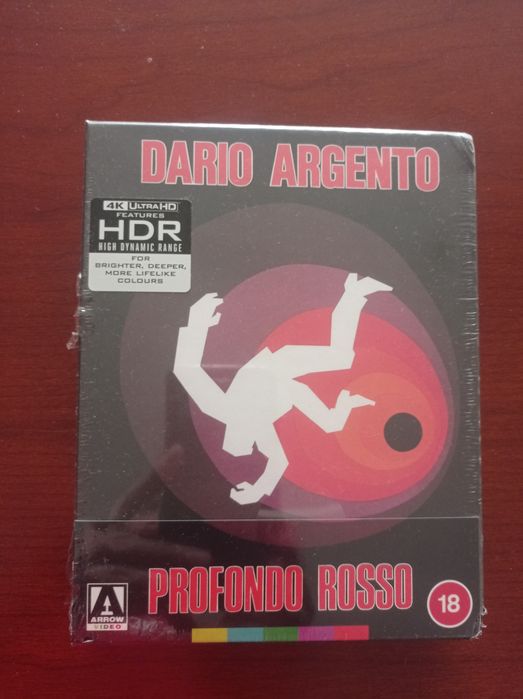 DARIO ARGENTO
4K ULTRA HD
FEATURES
HDR
HIGH DYNAMIC RANGE
FOR
BRIGHTER, DEEPER,
MORE LIFELIKE
COLOURS
PROFONDO ROSSO
ARROW
VIDEO
18